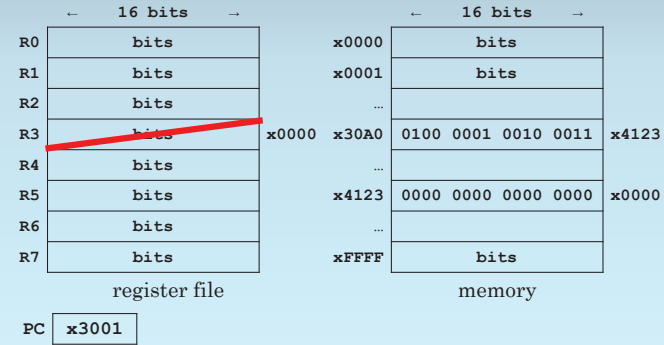 ← 16 bits → ← 16 bits →
R0 bits x0000 bits
R1 bits x0001 bits
R2 bits …
R3 bits x0000 x30A0 0100 0001 0010 0011 x4123
R4 bits …
R5 bits x4123 0000 0000 0000 0000 x0000
R6 bits …
R7 bits xFFFF bits
register file memory
PC x3001